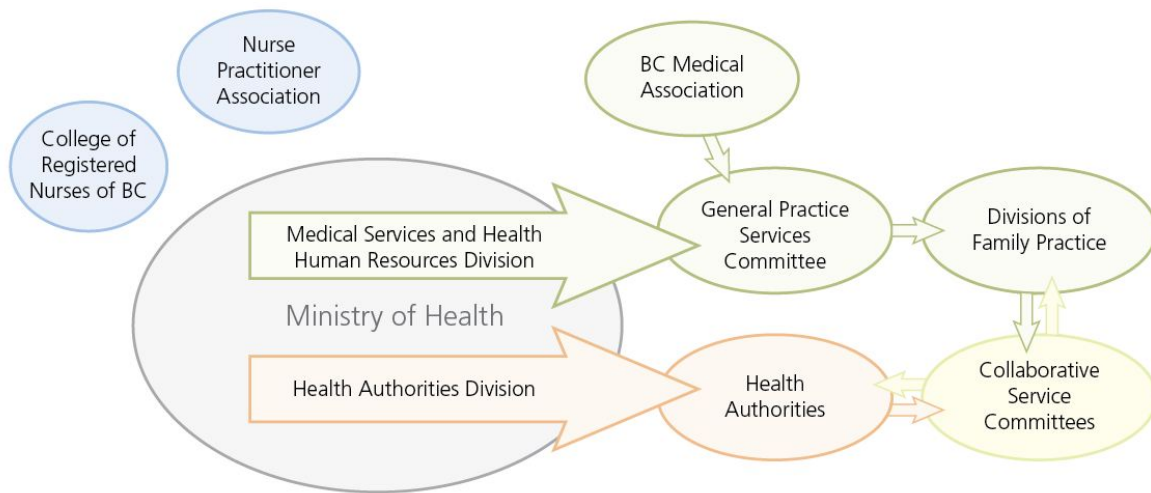 Nurse
Practitioner
Association
BC Medical
Association
College of
Registered
Nurses of BC
Medical Services and Health
Human Resources Division
General Practice
Services
Committee
Divisions of
Family Practice
Ministry of Health
Health Authorities Division
Health
Authorities
Collaborative
Service
Committees